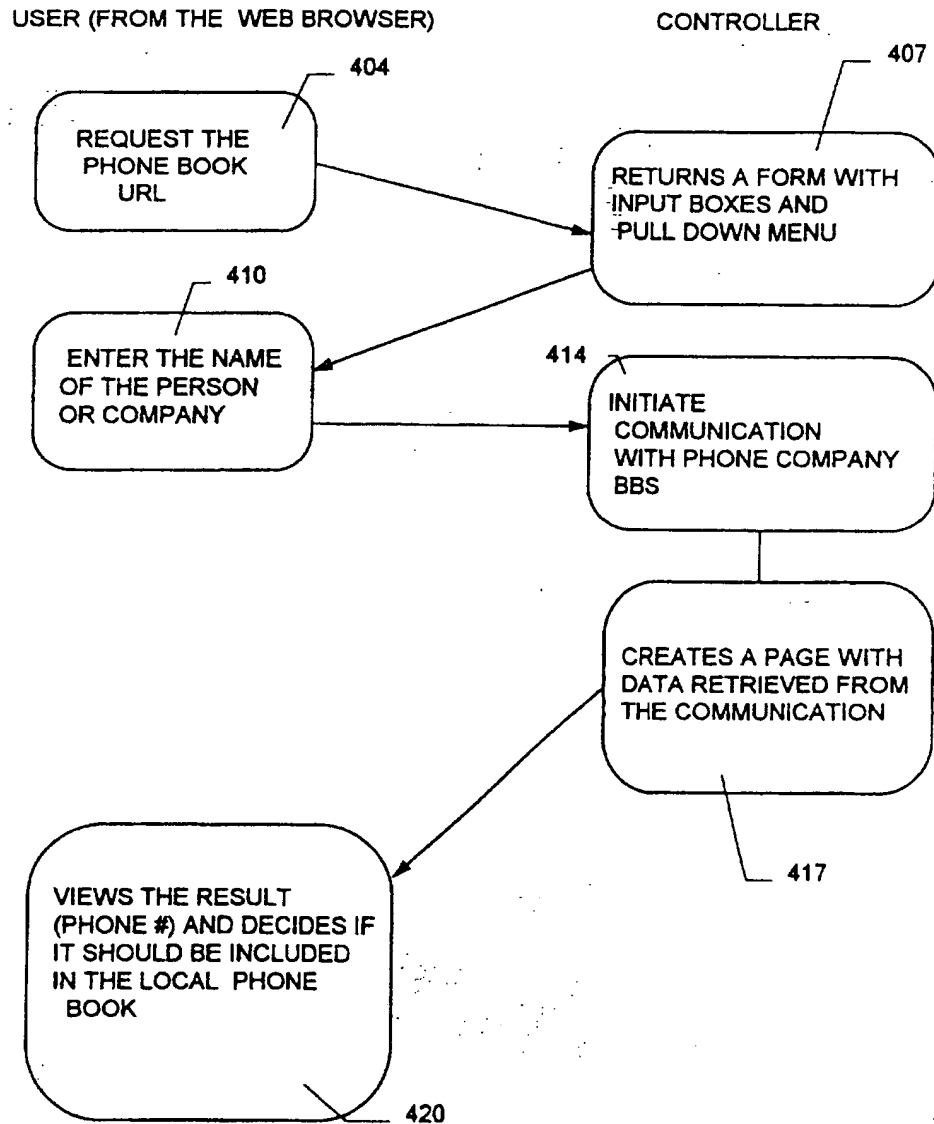 USER (FROM THE WEB BROWSER)
CONTROLLER
404
407
REQUEST THE
PHONE BOOK
URL
RETURNS A FORM WITH
INPUT BOXES AND
PULL DOWN MENU
410
ENTER THE NAME
OF THE PERSON
OR COMPANY
414
INITIATE
COMMUNICATION
WITH PHONE COMPANY
BBS
CREATES A PAGE WITH
DATA RETRIEVED FROM
THE COMMUNICATION
417
VIEWS THE RESULT
(PHONE #) AND DECIDES IF
IT SHOULD BE INCLUDED
IN THE LOCAL PHONE
BOOK
420